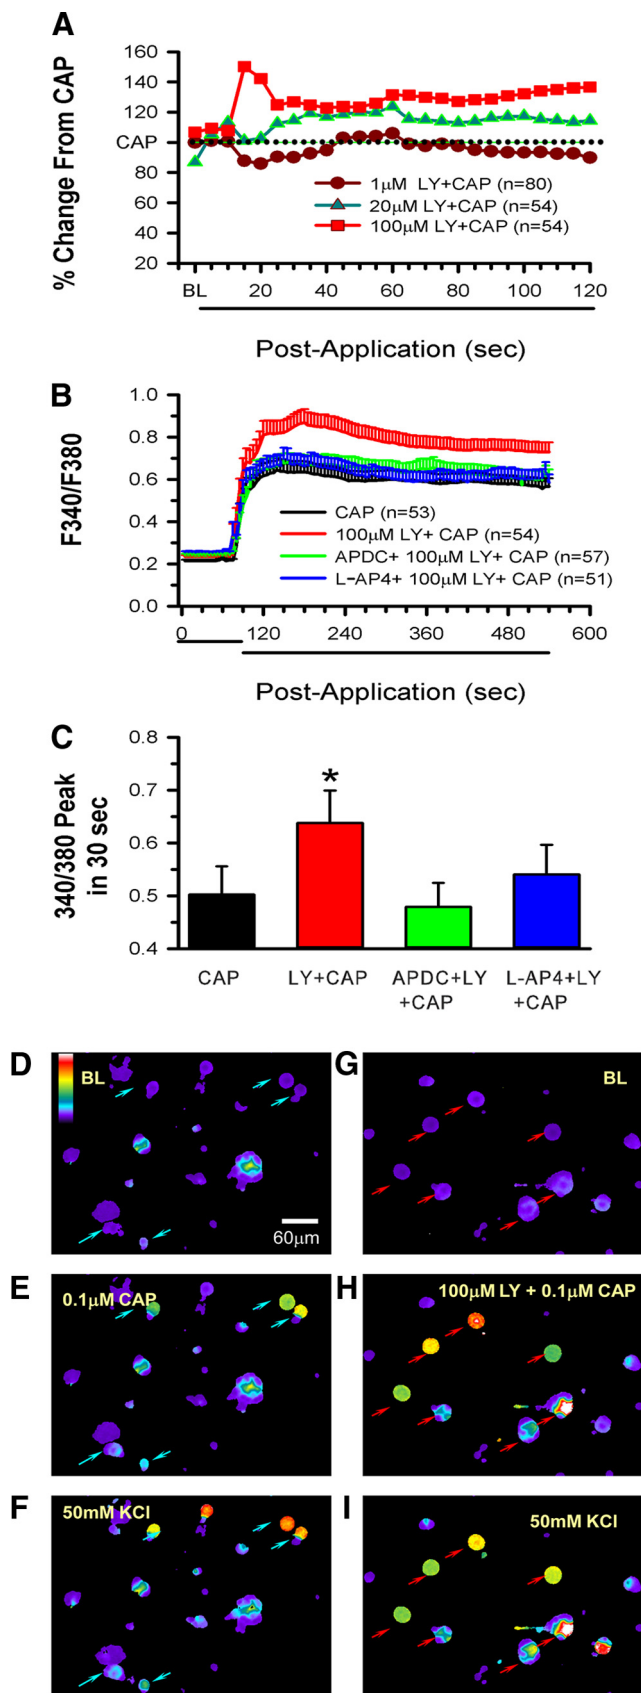 A
% Change From CAP
160
140
120
CAP
80
60
40
20
1μM LY+CAP (n=80)
20μM LY+CAP (n=54)
100μM LY+CAP (n=54)
BL 20 40 60 80 100 120
Post-Application (sec)
B
F340/F380
1.0
0.8
0.6
0.4
0.2
0.0
CAP (n=53)
100μM LY+ CAP (n=54)
APDC+ 100μM LY+ CAP (n=57)
L-AP4+ 100μM LY+ CAP (n=51)
0 120 240 360 480 600
Post-Application (sec)
C
340/380 Peak
in 30 sec
0.8
0.7
0.6
0.5
0.4
*
CAP LY+CAP APDC+LY L-AP4+LY
+CAP +CAP
D BL
60μm
G BL
E 0.1μM CAP
H 100μM LY + 0.1μM CAP
F 50mM KCl
I 50mM KCl